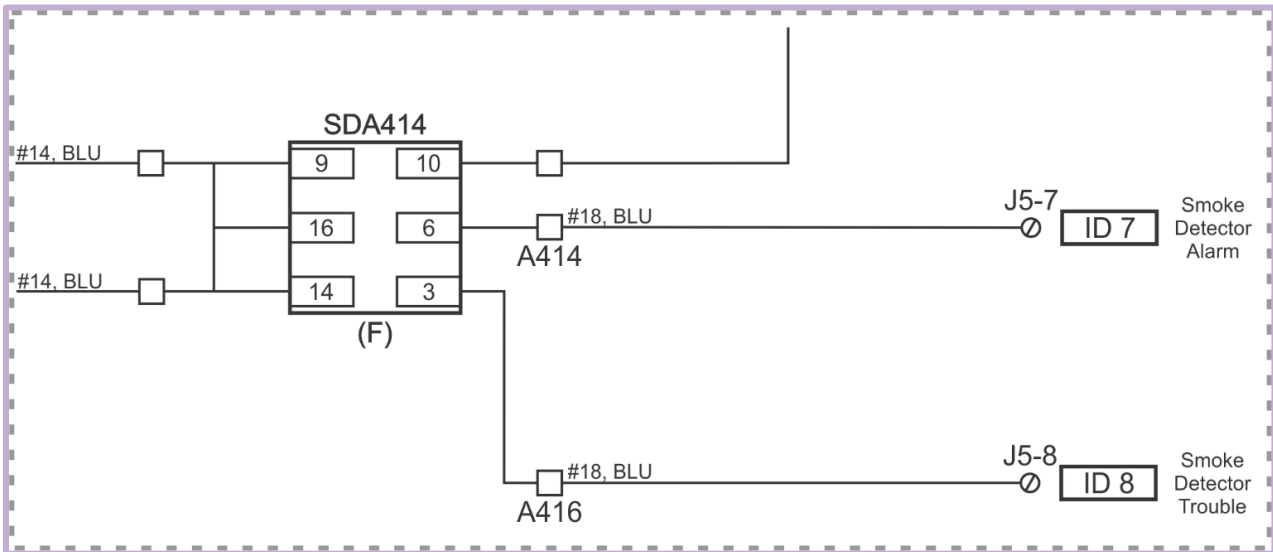 SDA414
#14, BLU
9
10
J5-7
#18, BLU
16
6
ID 7
Smoke
Detector
Alarm
A414
#14, BLU
14
3
(F)
J5-8
#18, BLU
ID 8
Smoke
Detector
Trouble
A416